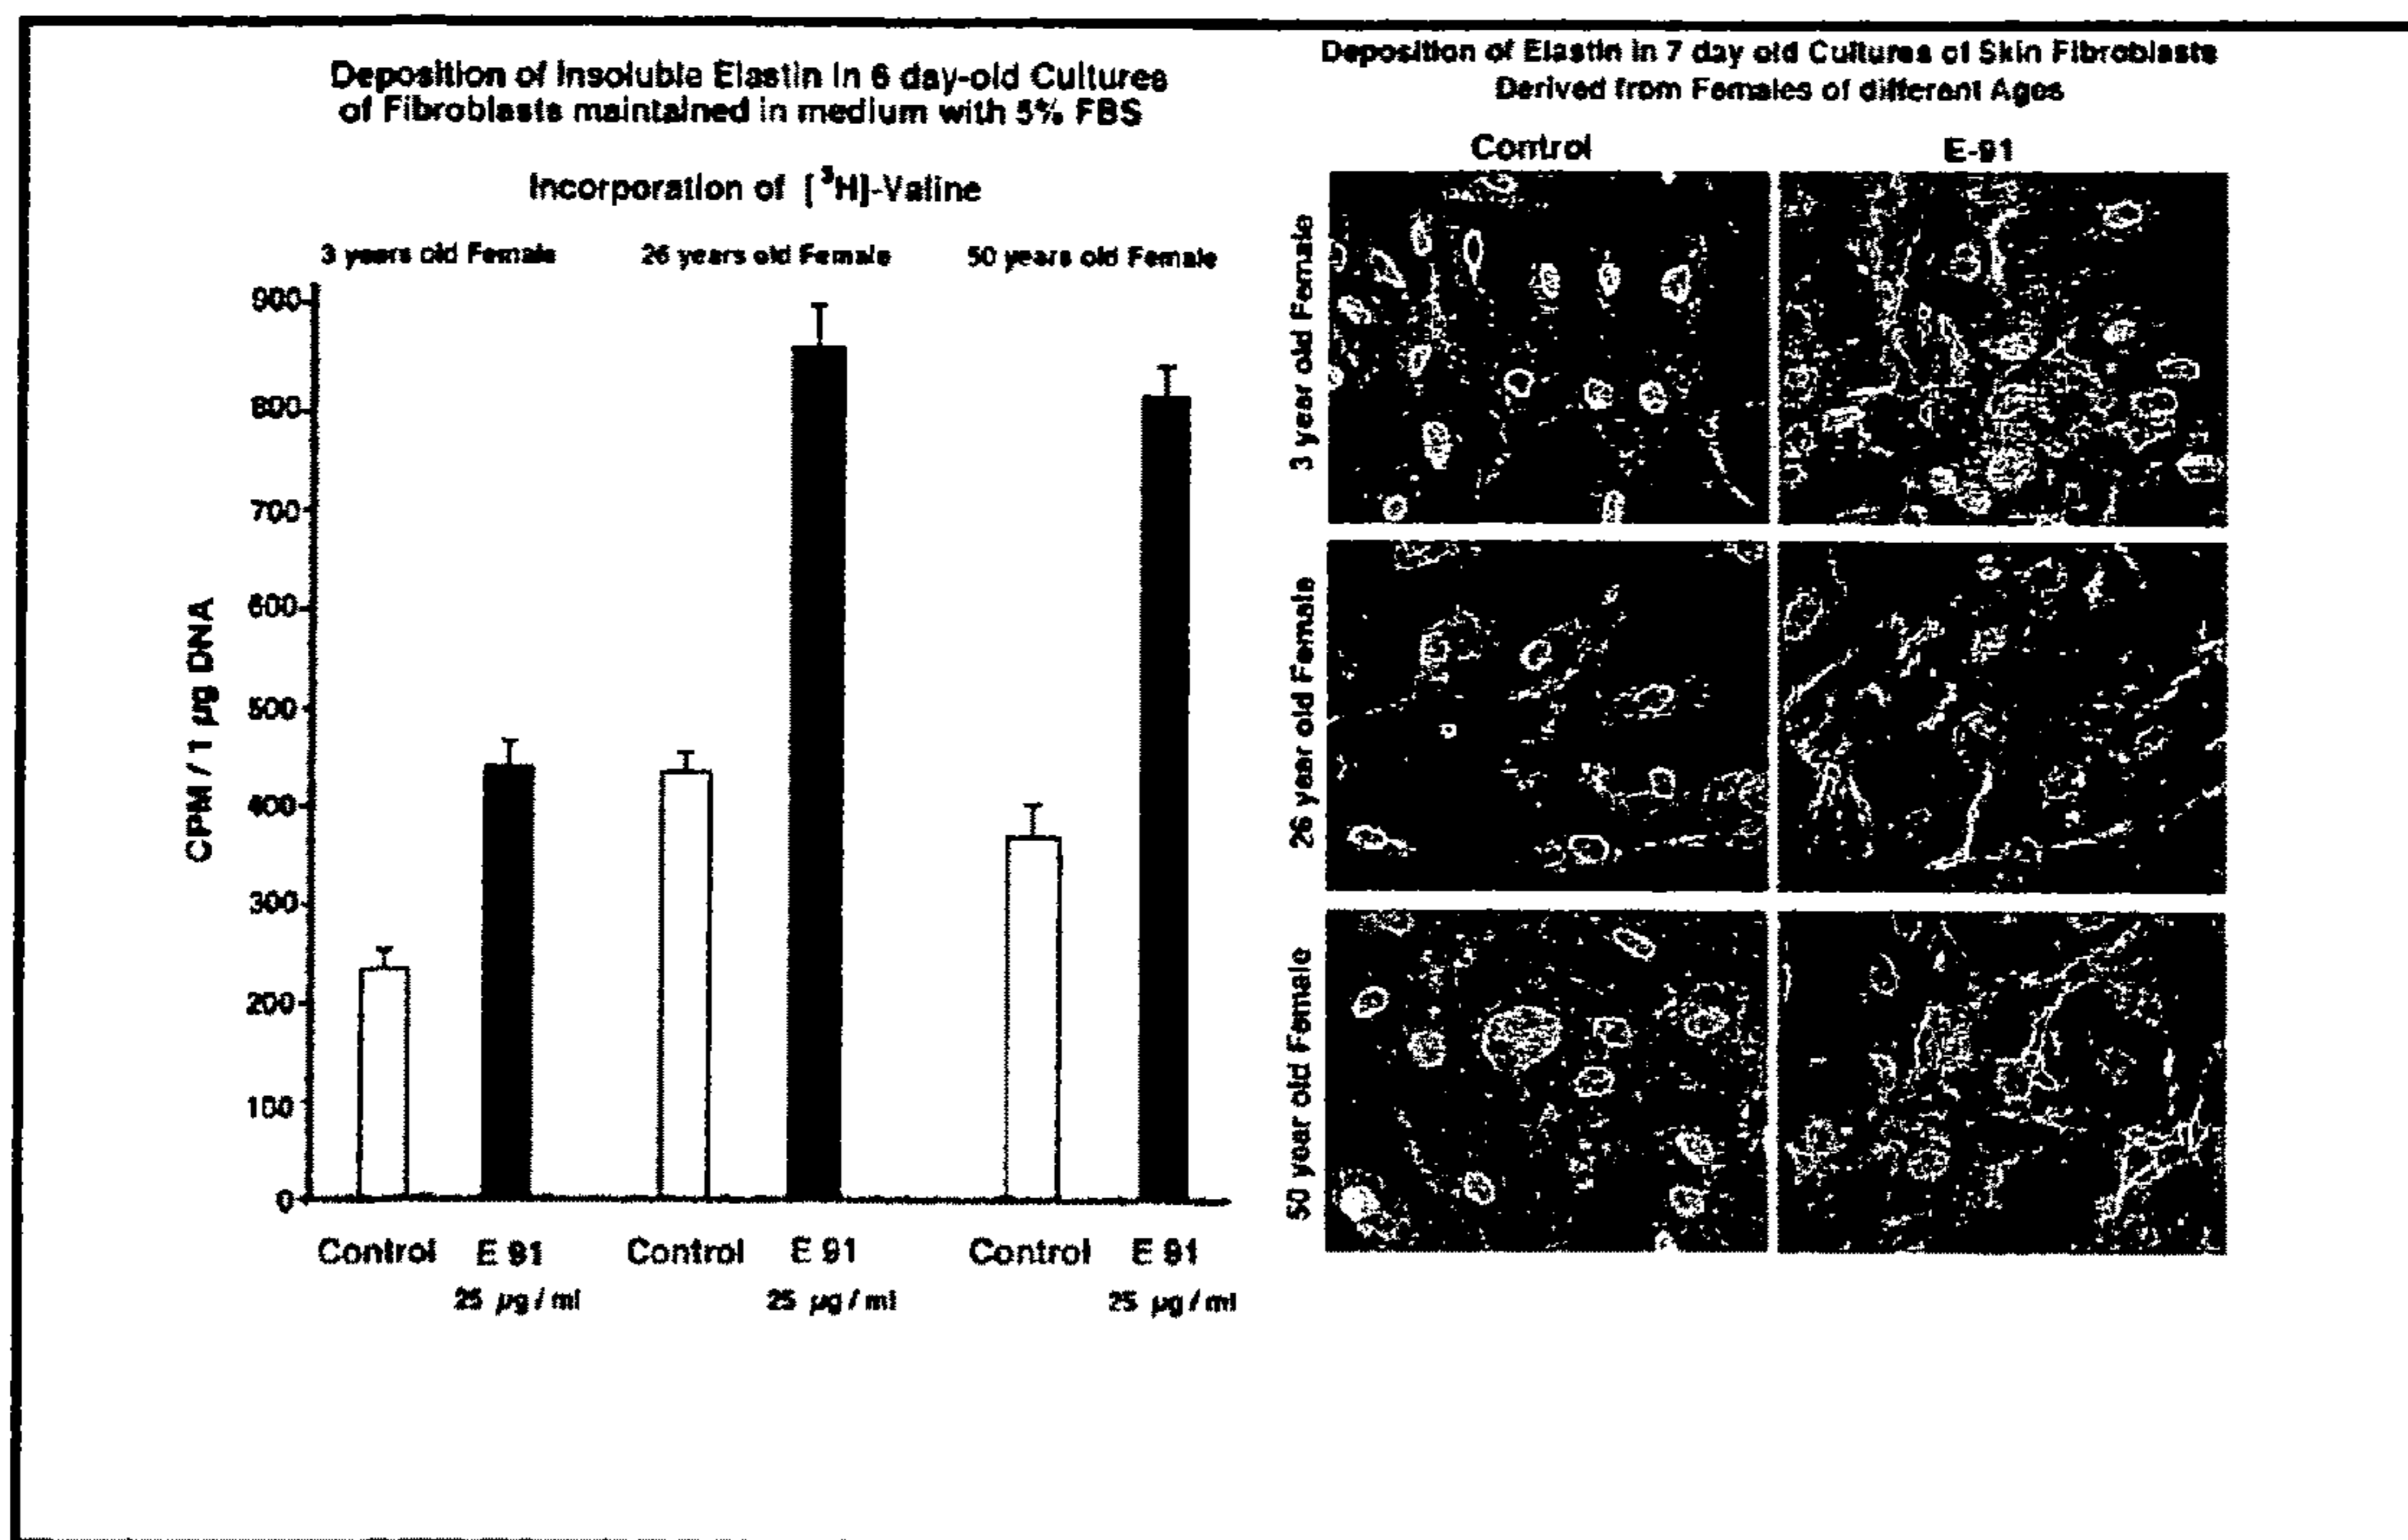 Deposition of Insoluble Elastin in 6 day-old Cultures
of Fibroblasts maintained in medium with 5% FBS
Incorporation of [³H]-Valine
3 years old Female 26 years old Female 50 years old Female
900
800
700
600
500
400
300
200
100
0
CPM / 1 µg DNA
Control E 91 Control E 91 Control E 91
25 µg/ml 25 µg/ml 25 µg/ml
Deposition of Elastin in 7 day old Cultures of Skin Fibroblasts
Derived from Females of different Ages
Control E-91
3 year old Female
26 year old Female
50 year old Female